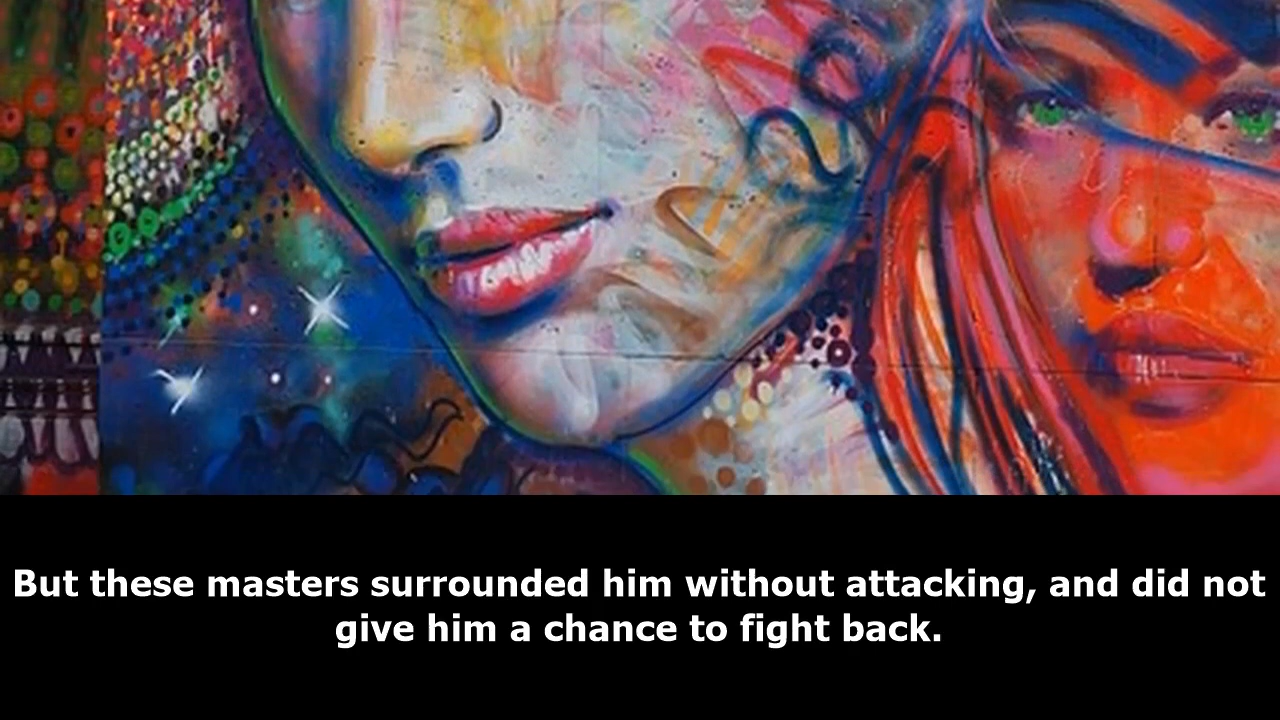 But these masters surrounded him without attacking, and did not
give him a chance to fight back.